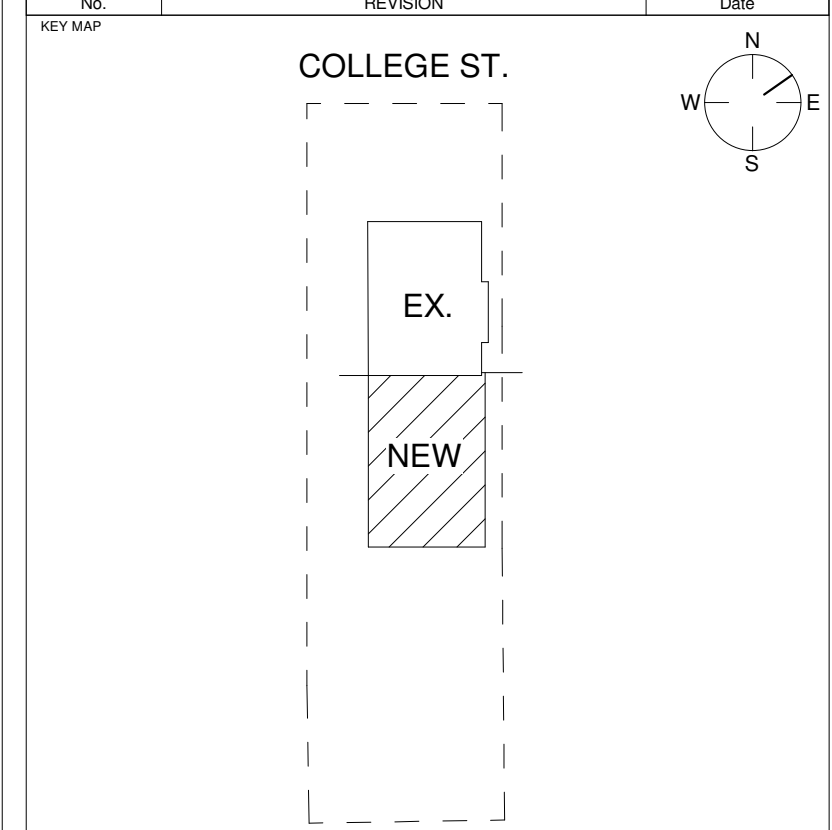 No. REVISION Date
KEY MAP
COLLEGE ST.
N
W E
S
EX.
NEW